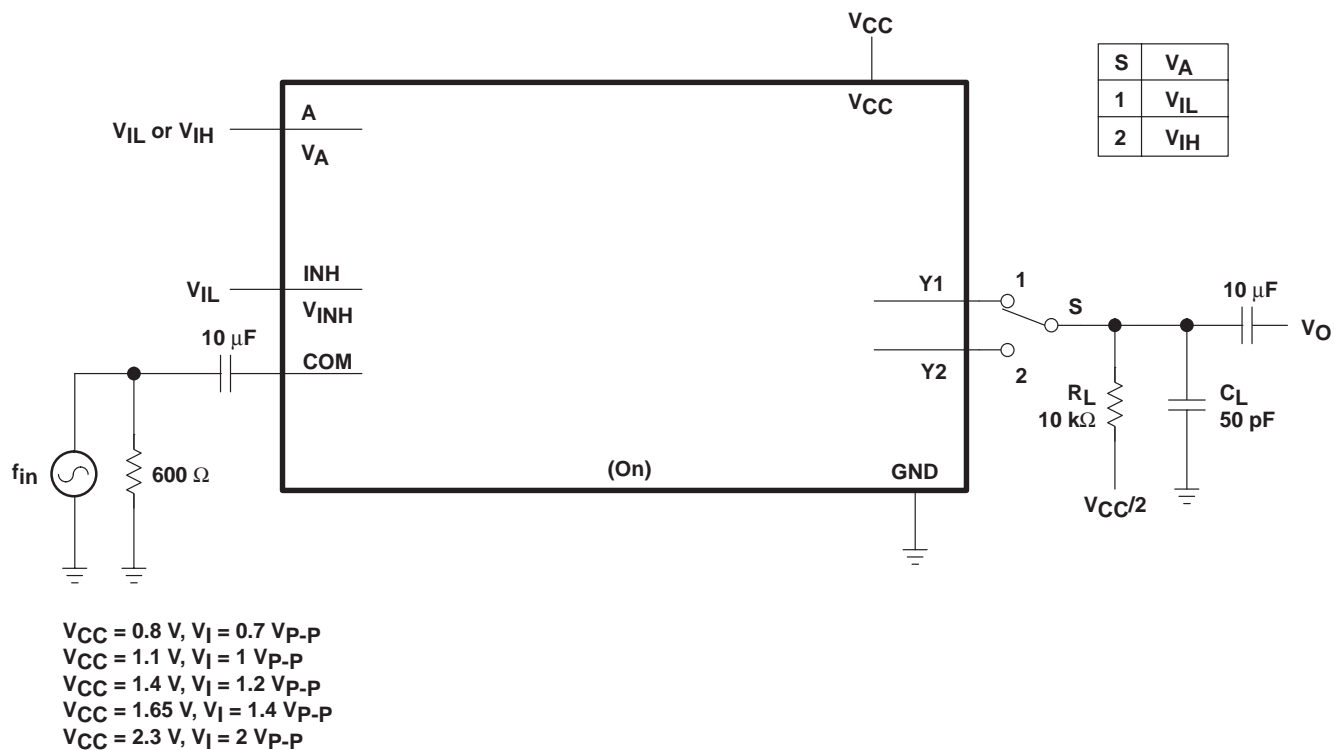 VCC
S VA
1 VIL
2 VIH
VCC
A
VIL or VIH
VA
INH
VIL
VINH
10 μF
COM
Y1
1
S
10 μF
VO
Y2
2
RL
10 kΩ
CL
50 pF
fin
600 Ω
(On)
GND
VCC/2
VCC = 0.8 V, VI = 0.7 VP-P
VCC = 1.1 V, VI = 1 VP-P
VCC = 1.4 V, VI = 1.2 VP-P
VCC = 1.65 V, VI = 1.4 VP-P
VCC = 2.3 V, VI = 2 VP-P